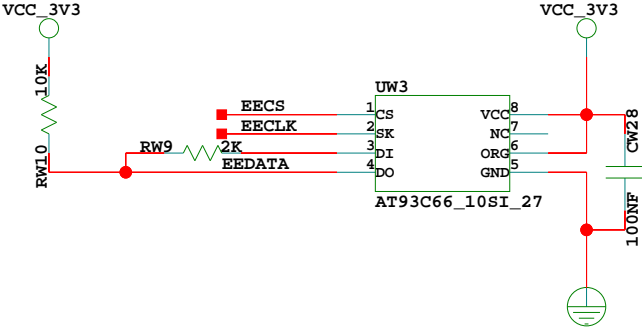 VCC_3V3
VCC_3V3
10K
UW3
EECS
1
CS
VCC
8
EECLK
2
SK
NC
7
CW28
RW9
2K
3
DI
ORG
6
RW10
EEDATA
4
DO
GND
5
AT93C66_10SI_27
100NF